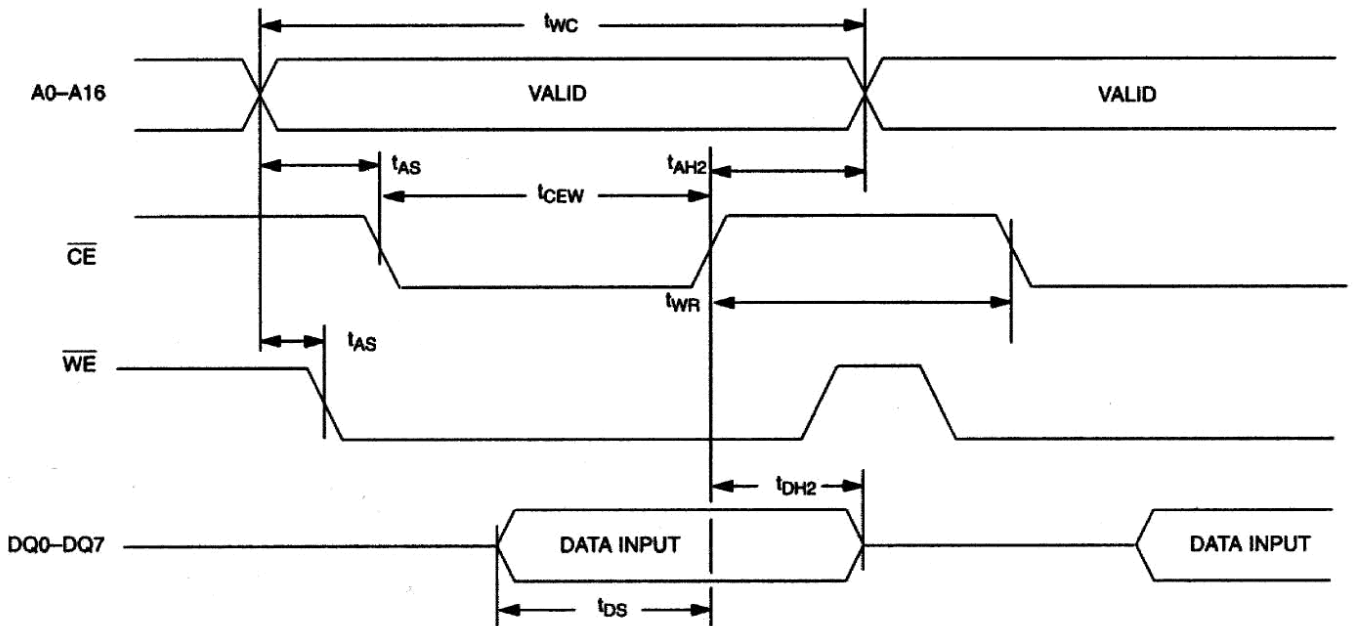 tWC
A0–A16 VALID VALID
tAS tAH2
tCEW
CE
tWR
tAS
WE
tDH2
DQ0–DQ7 DATA INPUT DATA INPUT
tDS